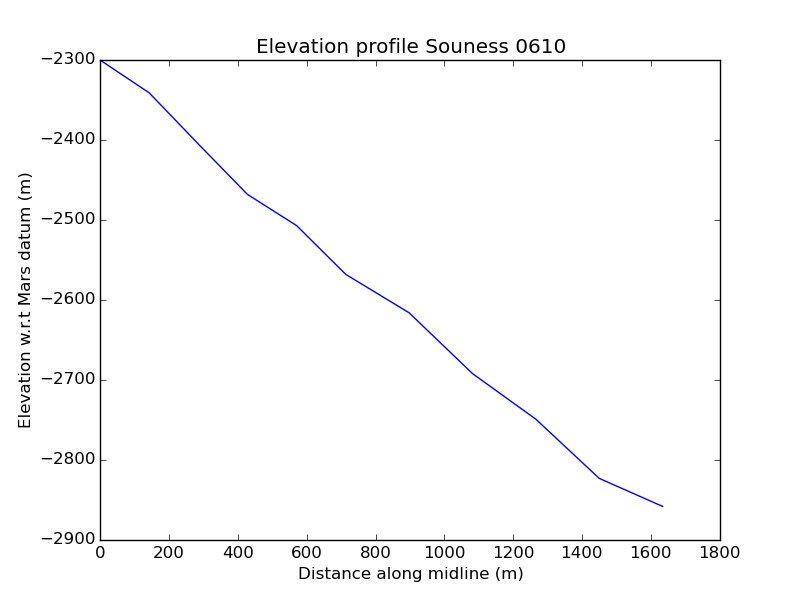 Elevation profile Souness 0610
−2300
−2400
−2500
−2600
−2700
−2800
−2900
Elevation w.r.t Mars datum (m)
0 200 400 600 800 1000 1200 1400 1600 1800
Distance along midline (m)